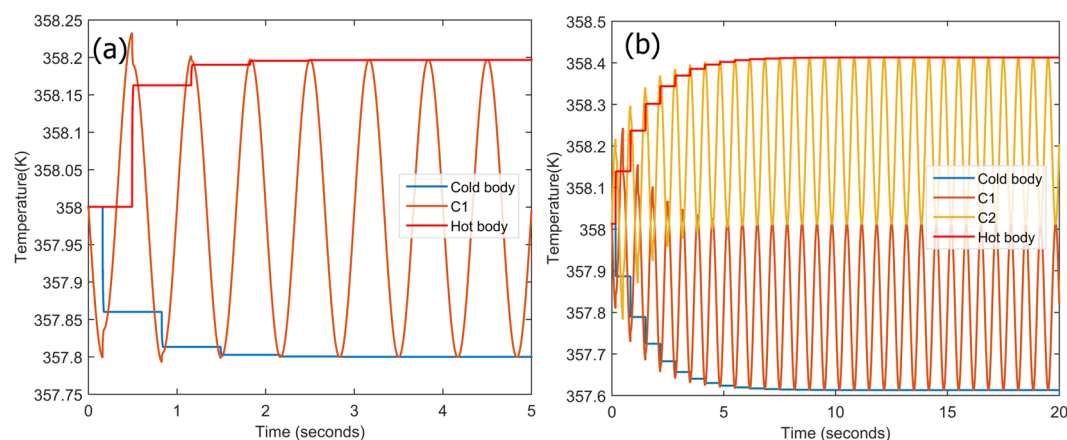 (a)
358.25
358.2
358.15
358.1
358.05
358
357.95
357.9
357.85
357.8
357.75
Temperature(K)
0 1 2 3 4 5
Time (seconds)
Cold body
C1
Hot body
(b)
358.5
358.4
358.3
358.2
358.1
358
357.9
357.8
357.7
357.6
Temperature(K)
0 5 10 15 20
Time (seconds)
Cold body
C1
C2
Hot body